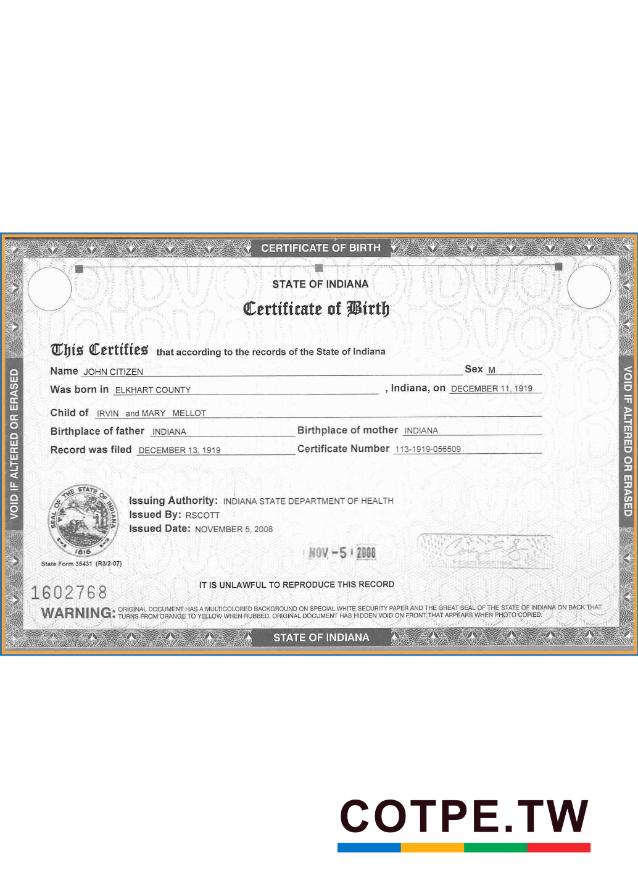 CERTIFICATE OF BIRTH
STATE OF INDIANA
Certificate of Birth
This Certifies that according to the records of the State of Indiana
Name JOHN CITIZEN Sex M
Was born in ELKHART COUNTY , Indiana, on DECEMBER 11, 1919
Child of IRVIN and MARY MELLOT
Birthplace of father INDIANA Birthplace of mother INDIANA
Record was filed DECEMBER 13, 1919 Certificate Number 113-1919-056509
VOID IF ALTERED OR ERASED
VOID IF ALTERED OR ERASED
SEAL OF THE STATE OF INDIANA
1816
Issuing Authority: INDIANA STATE DEPARTMENT OF HEALTH
Issued By: RSCOTT
Issued Date: NOVEMBER 5, 2008
NOV -5 2008
State Form 35431 (R3/2-07)
IT IS UNLAWFUL TO REPRODUCE THIS RECORD
1602768
WARNING: ORIGINAL DOCUMENT HAS A MULTICOLORED BACKGROUND ON SPECIAL WHITE SECURITY PAPER AND THE GREAT SEAL OF THE STATE OF INDIANA ON BACK THAT
TURNS FROM ORANGE TO YELLOW WHEN RUBBED. ORIGINAL DOCUMENT HAS HIDDEN VOID ON FRONT THAT APPEARS WHEN PHOTO COPIED.
STATE OF INDIANA
COTPE.TW